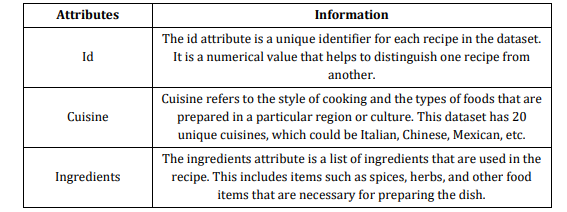 Attributes Information
The id attribute is a unique identifier for each recipe in the dataset.
Id It is a numerical value that helps to distinguish one recipe from
another.
Cuisine refers to the style of cooking and the types of foods that are
Cuisine prepared in a particular region or culture. This dataset has 20
unique cuisines, which could be Italian, Chinese, Mexican, etc.
The ingredients attribute is a list of ingredients that are used in the
Ingredients recipe. This includes items such as spices, herbs, and other food
items that are necessary for preparing the dish.